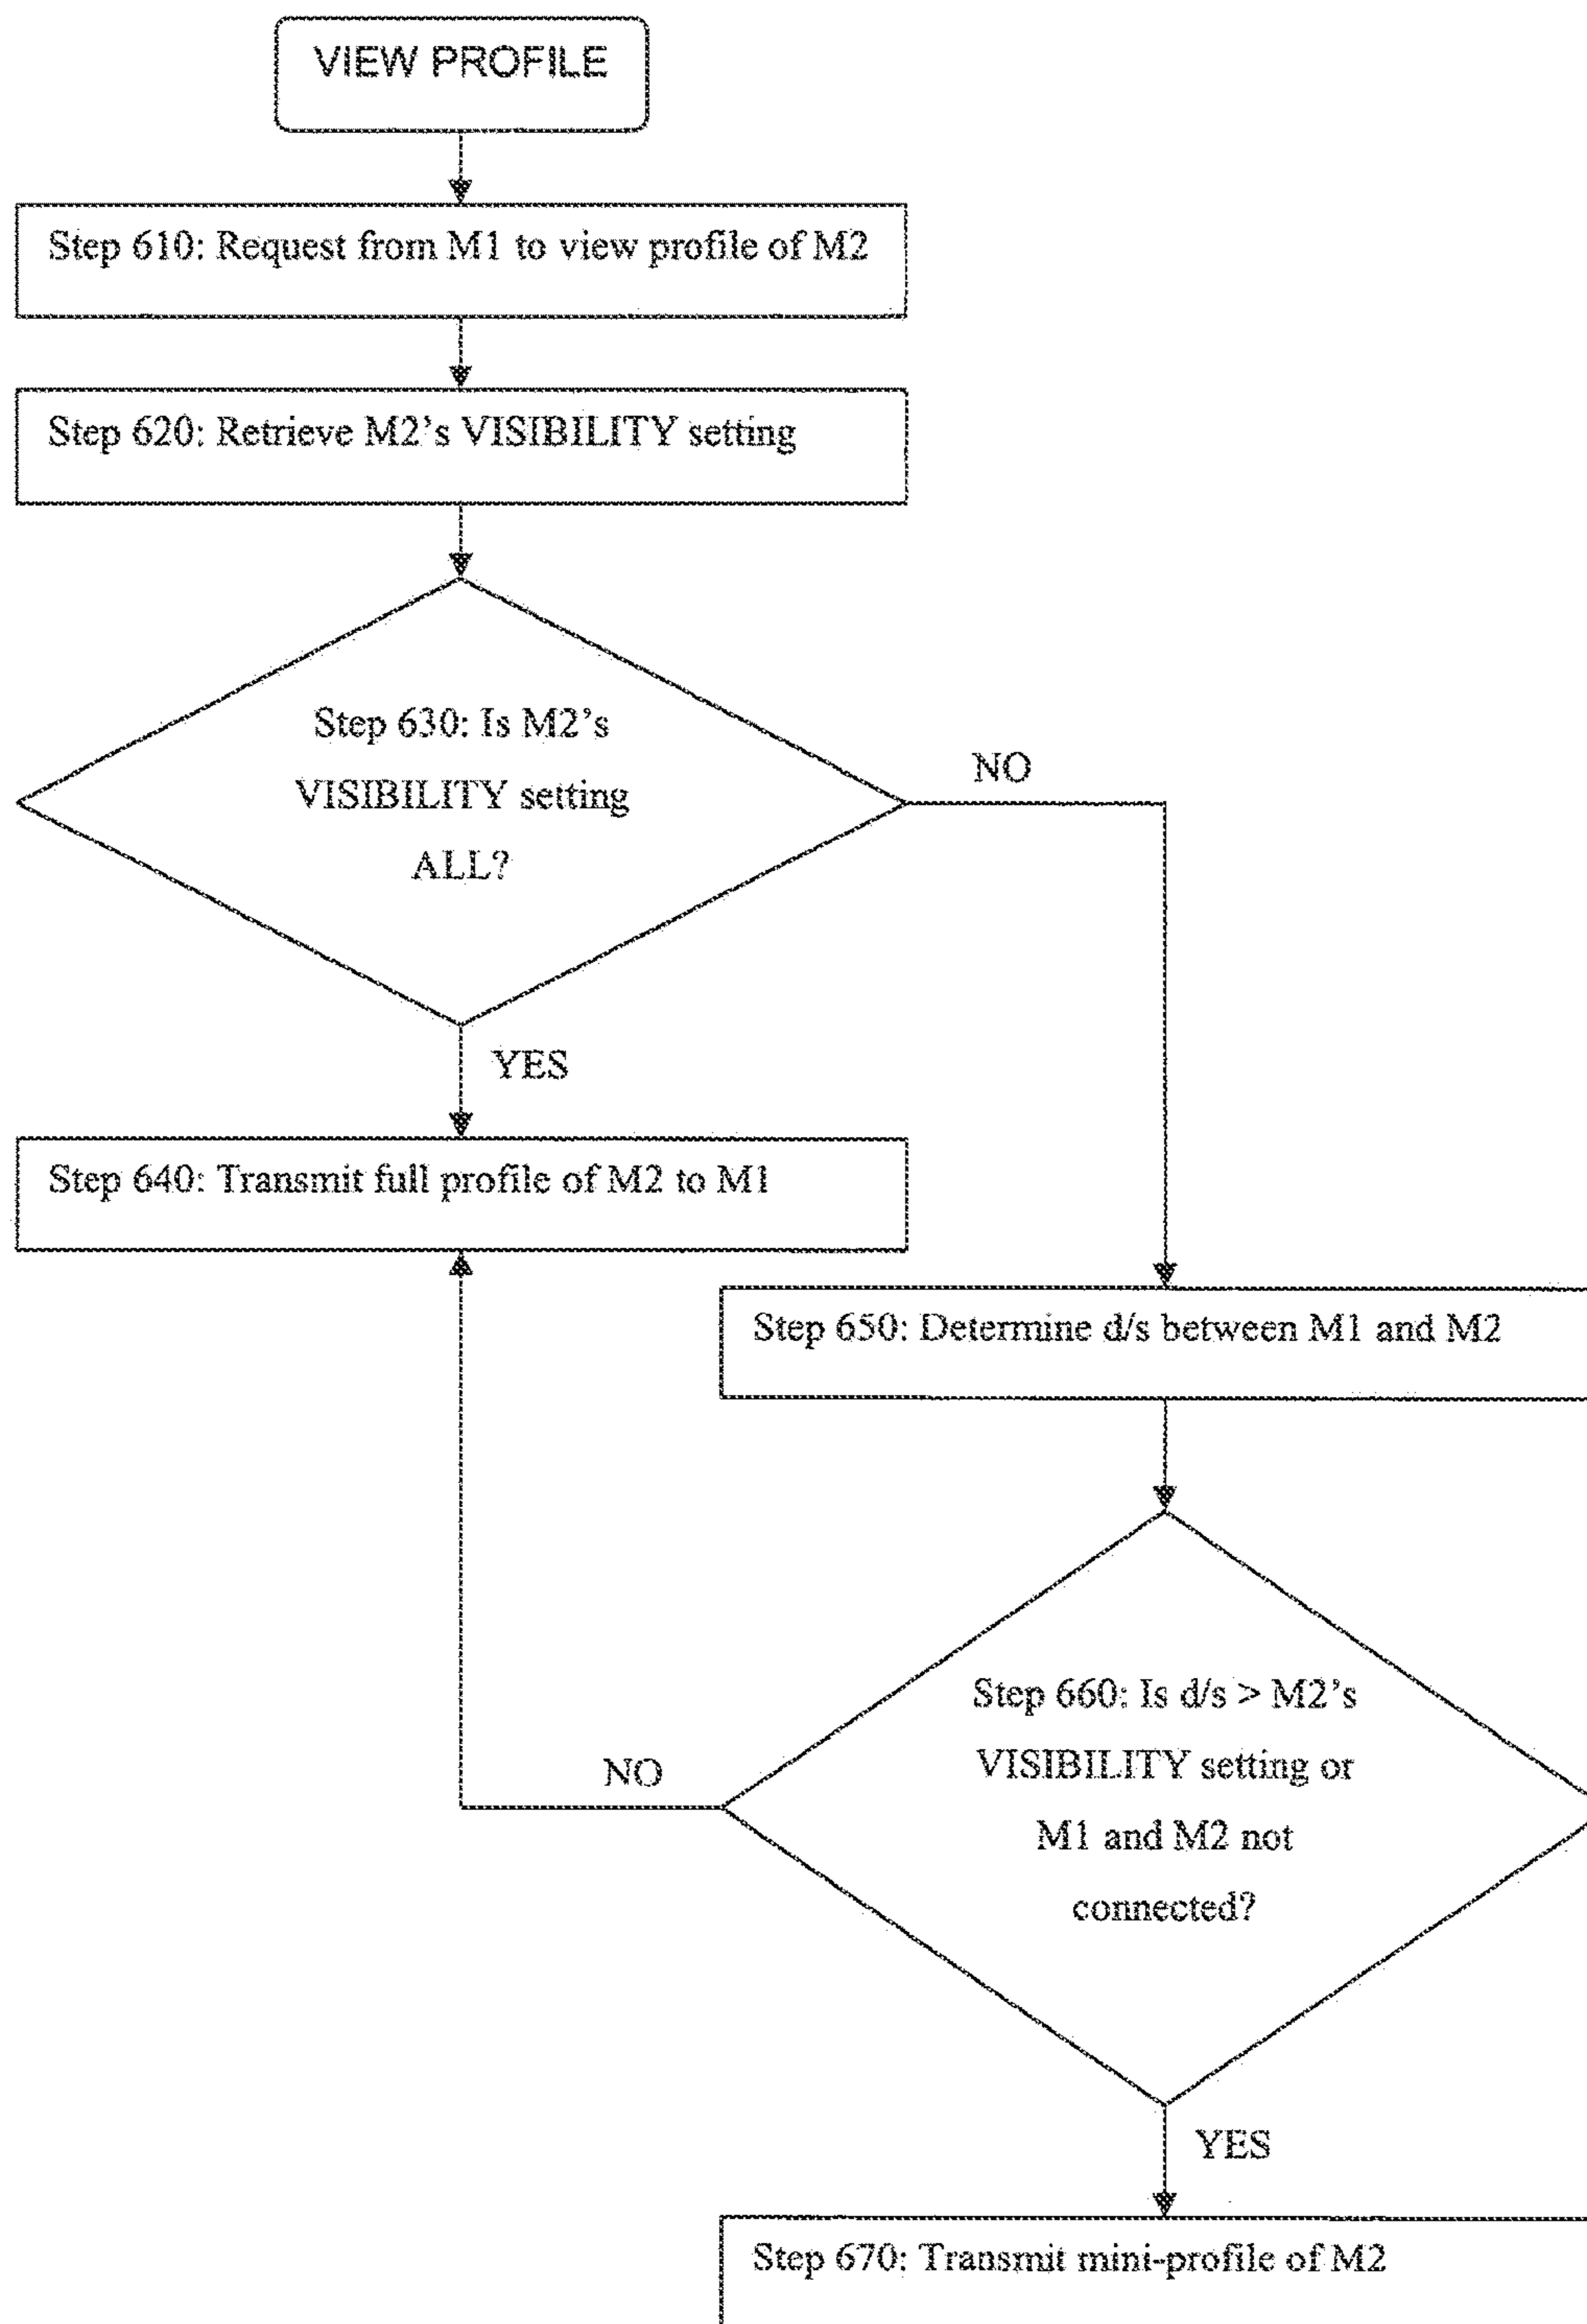 VIEW PROFILE
Step 610: Request from M1 to view profile of M2
Step 620: Retrieve M2’s VISIBILITY setting
Step 630: Is M2’s
VISIBILITY setting
ALL?
NO
YES
Step 640: Transmit full profile of M2 to M1
Step 650: Determine d/s between M1 and M2
Step 660: Is d/s > M2’s
VISIBILITY setting or
M1 and M2 not
connected?
NO
YES
Step 670: Transmit mini-profile of M2